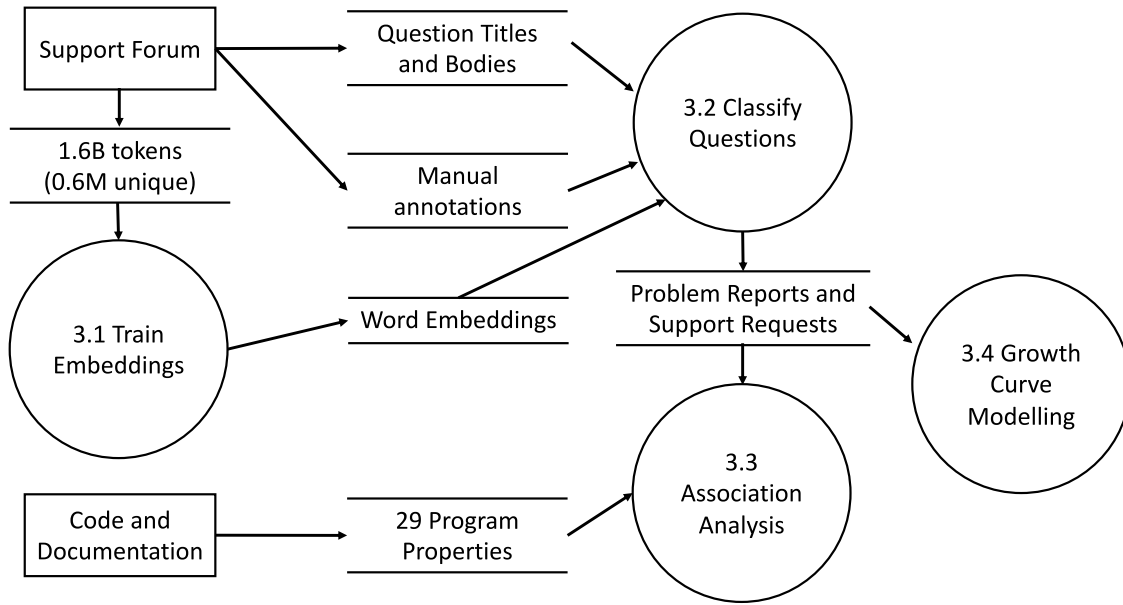 Support Forum
Question Titles
and Bodies
3.2 Classify
Questions
1.6B tokens
(0.6M unique)
Manual
annotations
3.1 Train
Embeddings
Word Embeddings
Problem Reports and
Support Requests
3.4 Growth
Curve
Modelling
3.3
Association
Analysis
Code and
Documentation
29 Program
Properties